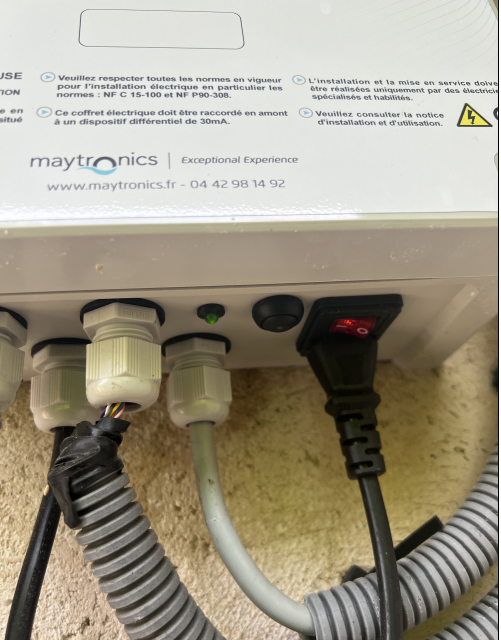 USE
TION
e en
situé
Veuillez respecter toutes les normes en vigueur
pour l'installation électrique en particulier les
normes : NF C 15-100 et NF P90-308.
Ce coffret électrique doit être raccordé en amont
à un dispositif différentiel de 30mA.
L'installation et la mise en service doive
être réalisées uniquement par des électricie
spécialisés et habilités.
Veuillez consulter la notice
d'installation et d'utilisation.
maytronics | Exceptional Experience
www.maytronics.fr - 04 42 98 14 92